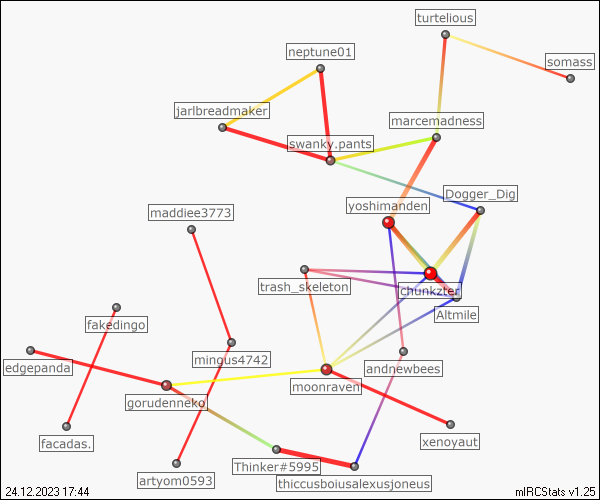 turtelious
neptune01
somass
jarlbreadmaker
marcemadness
swanky.pants
Dogger_Dig
yoshimanden
maddiee3773
trash_skeleton
chunkzter
Altmile
fakedingo
mingus4742
edgepanda
andnewbees
moonraven
gorudenneko
facadas.
xenoyaut
Thinker#5995
artyom0593
thiccusboiusalexusjoneus
24.12.2023 17:44
mIRCStats v1.25